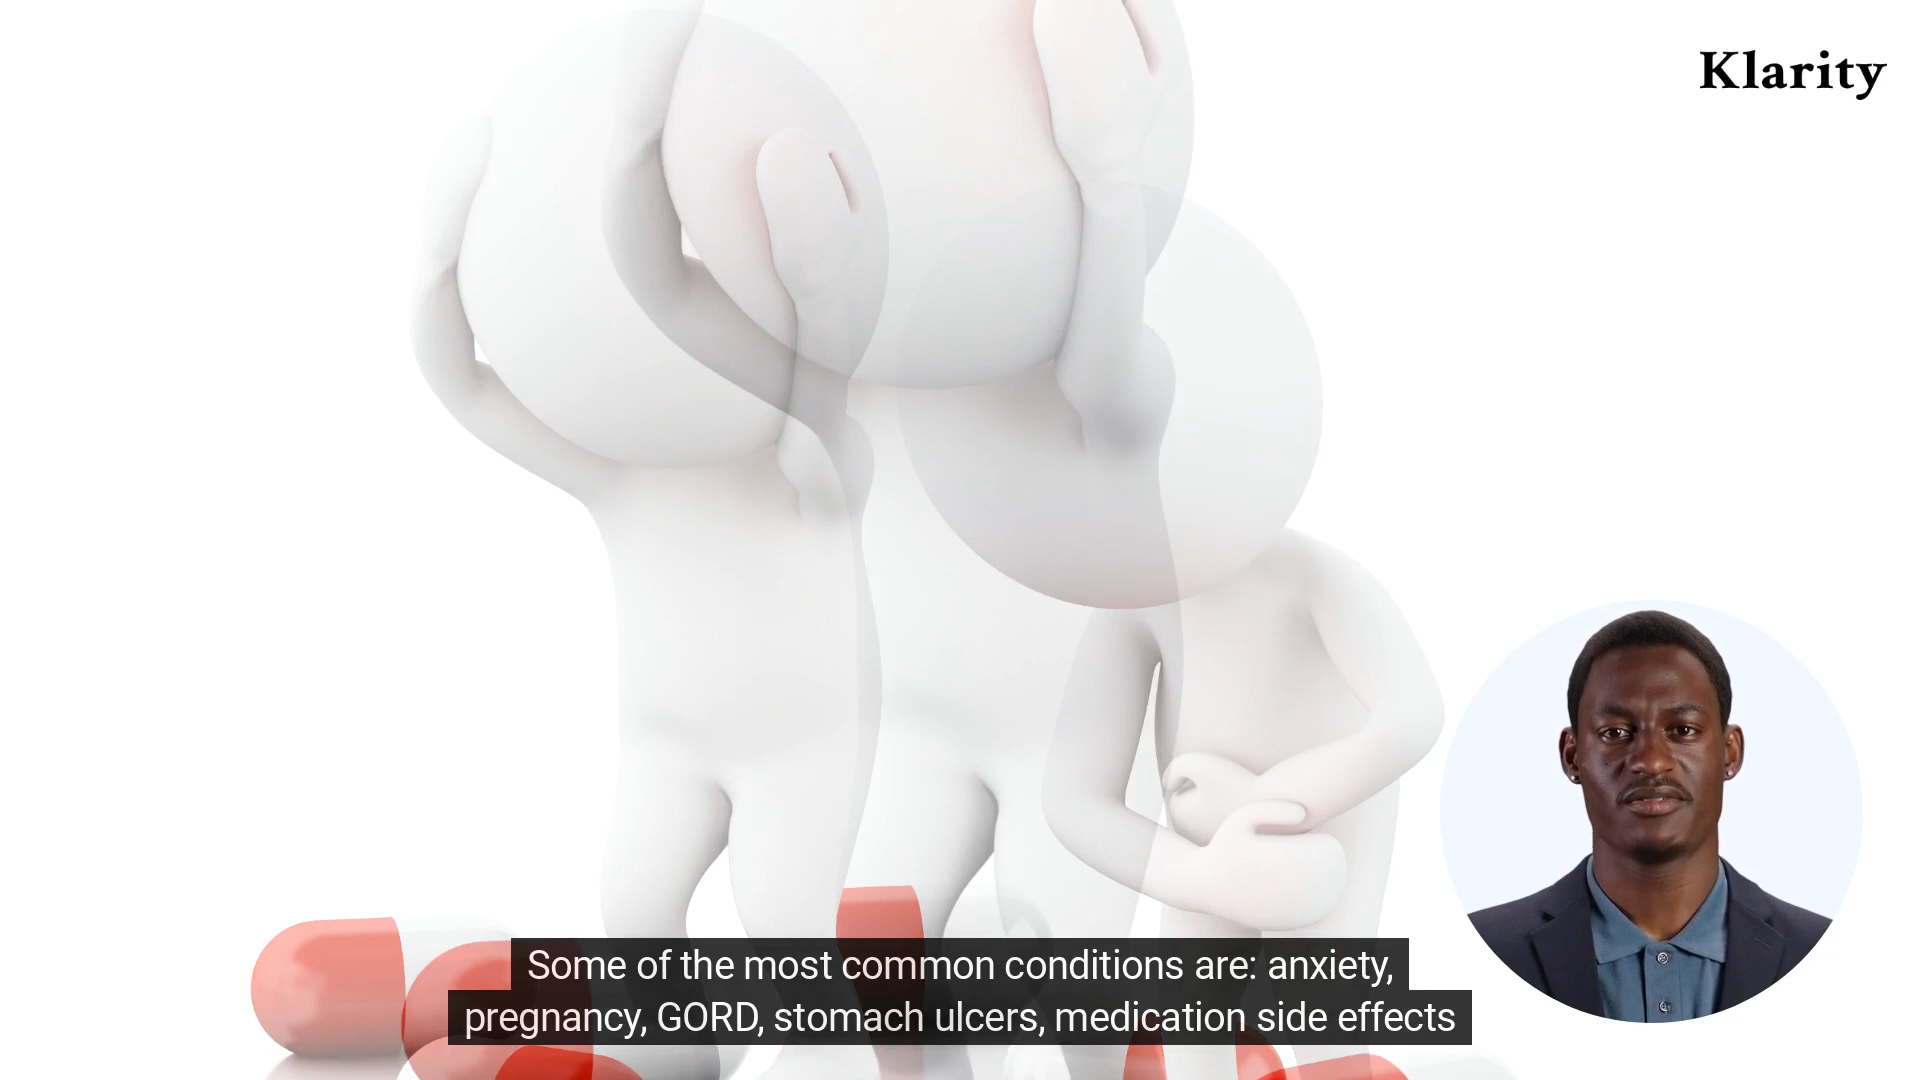 Klarity
Some of the most common conditions are: anxiety,
pregnancy, GORD, stomach ulcers, medication side effects